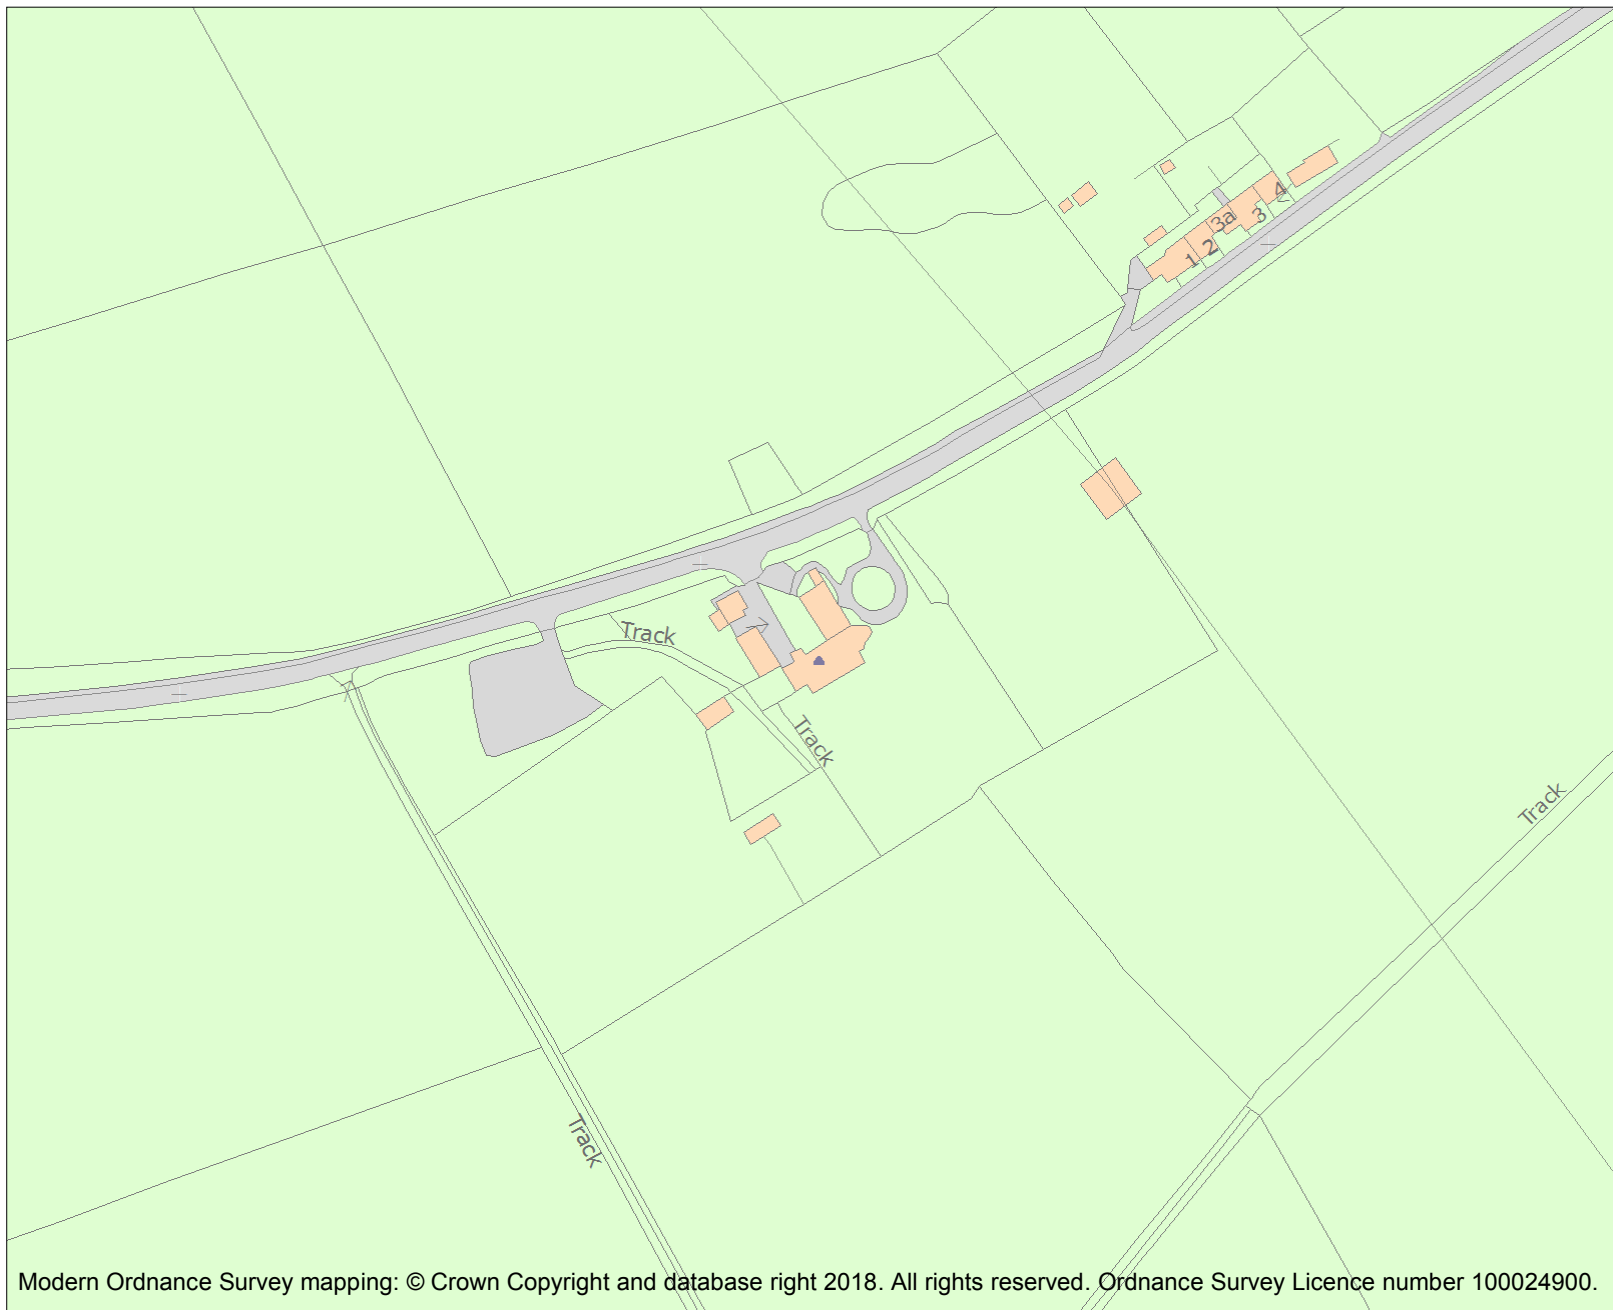 4
3a
3
2
1
Track
Track
Track
Track
Modern Ordnance Survey mapping: © Crown Copyright and database right 2018. All rights reserved. Ordnance Survey Licence number 100024900.